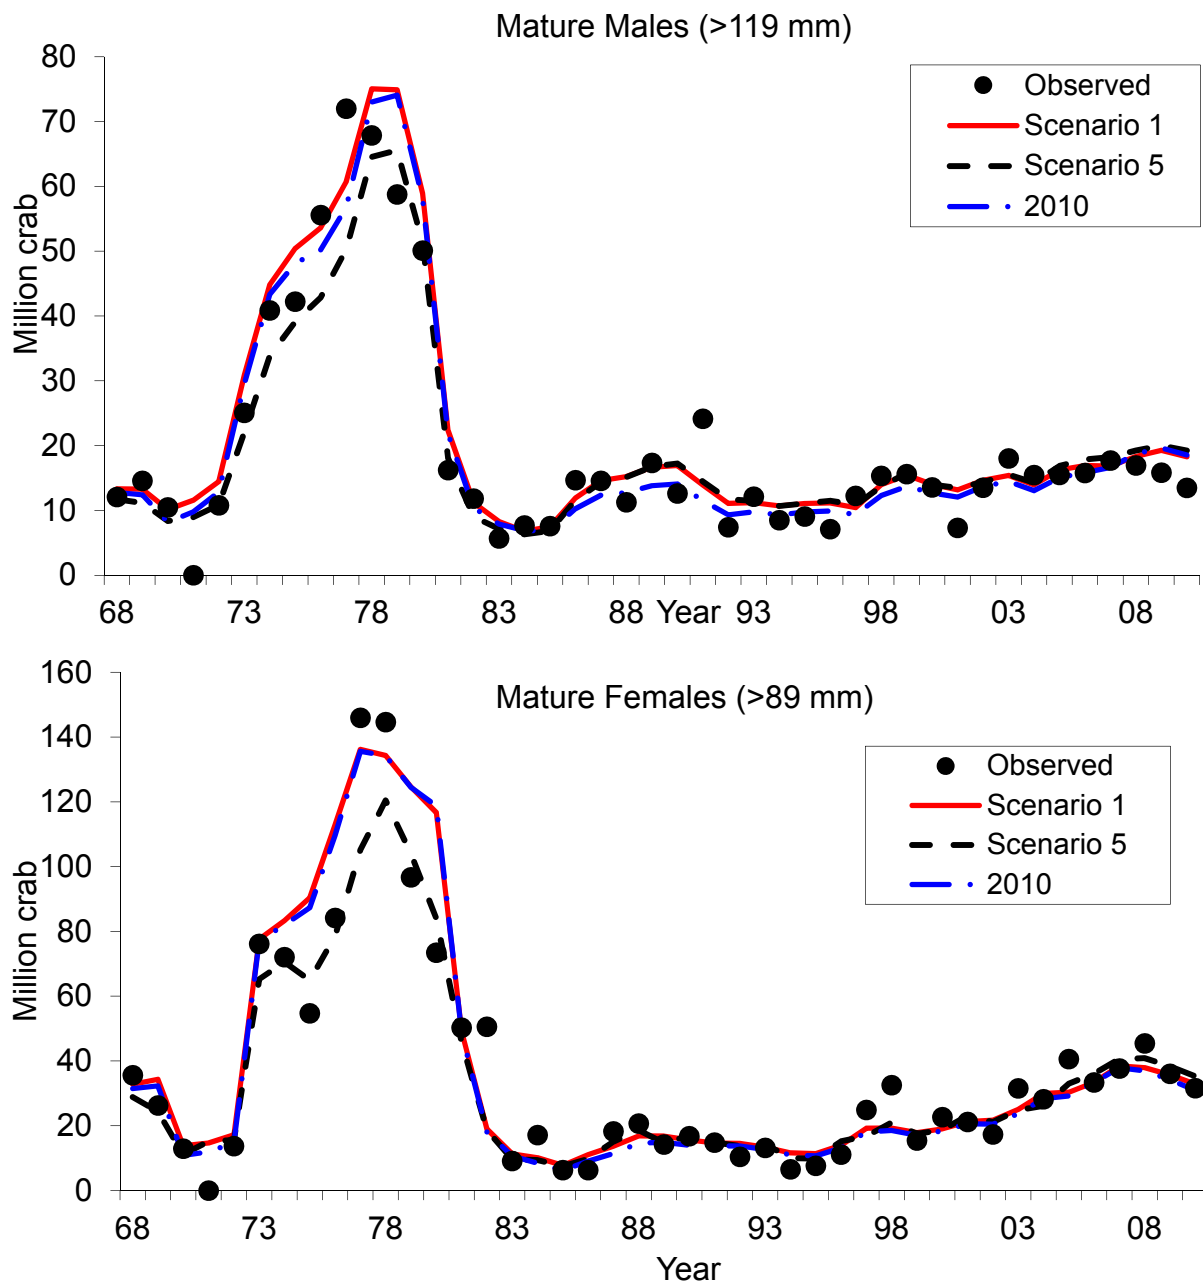 Mature Males (>119 mm)
80
70
60
50
40
30
20
10
0
Million crab
Observed
Scenario 1
Scenario 5
2010
68 73 78 83 88 Year 93 98 03 08
Mature Females (>89 mm)
160
140
120
100
80
60
40
20
0
Million crab
Observed
Scenario 1
Scenario 5
2010
68 73 78 83 88 93 98 03 08
Year